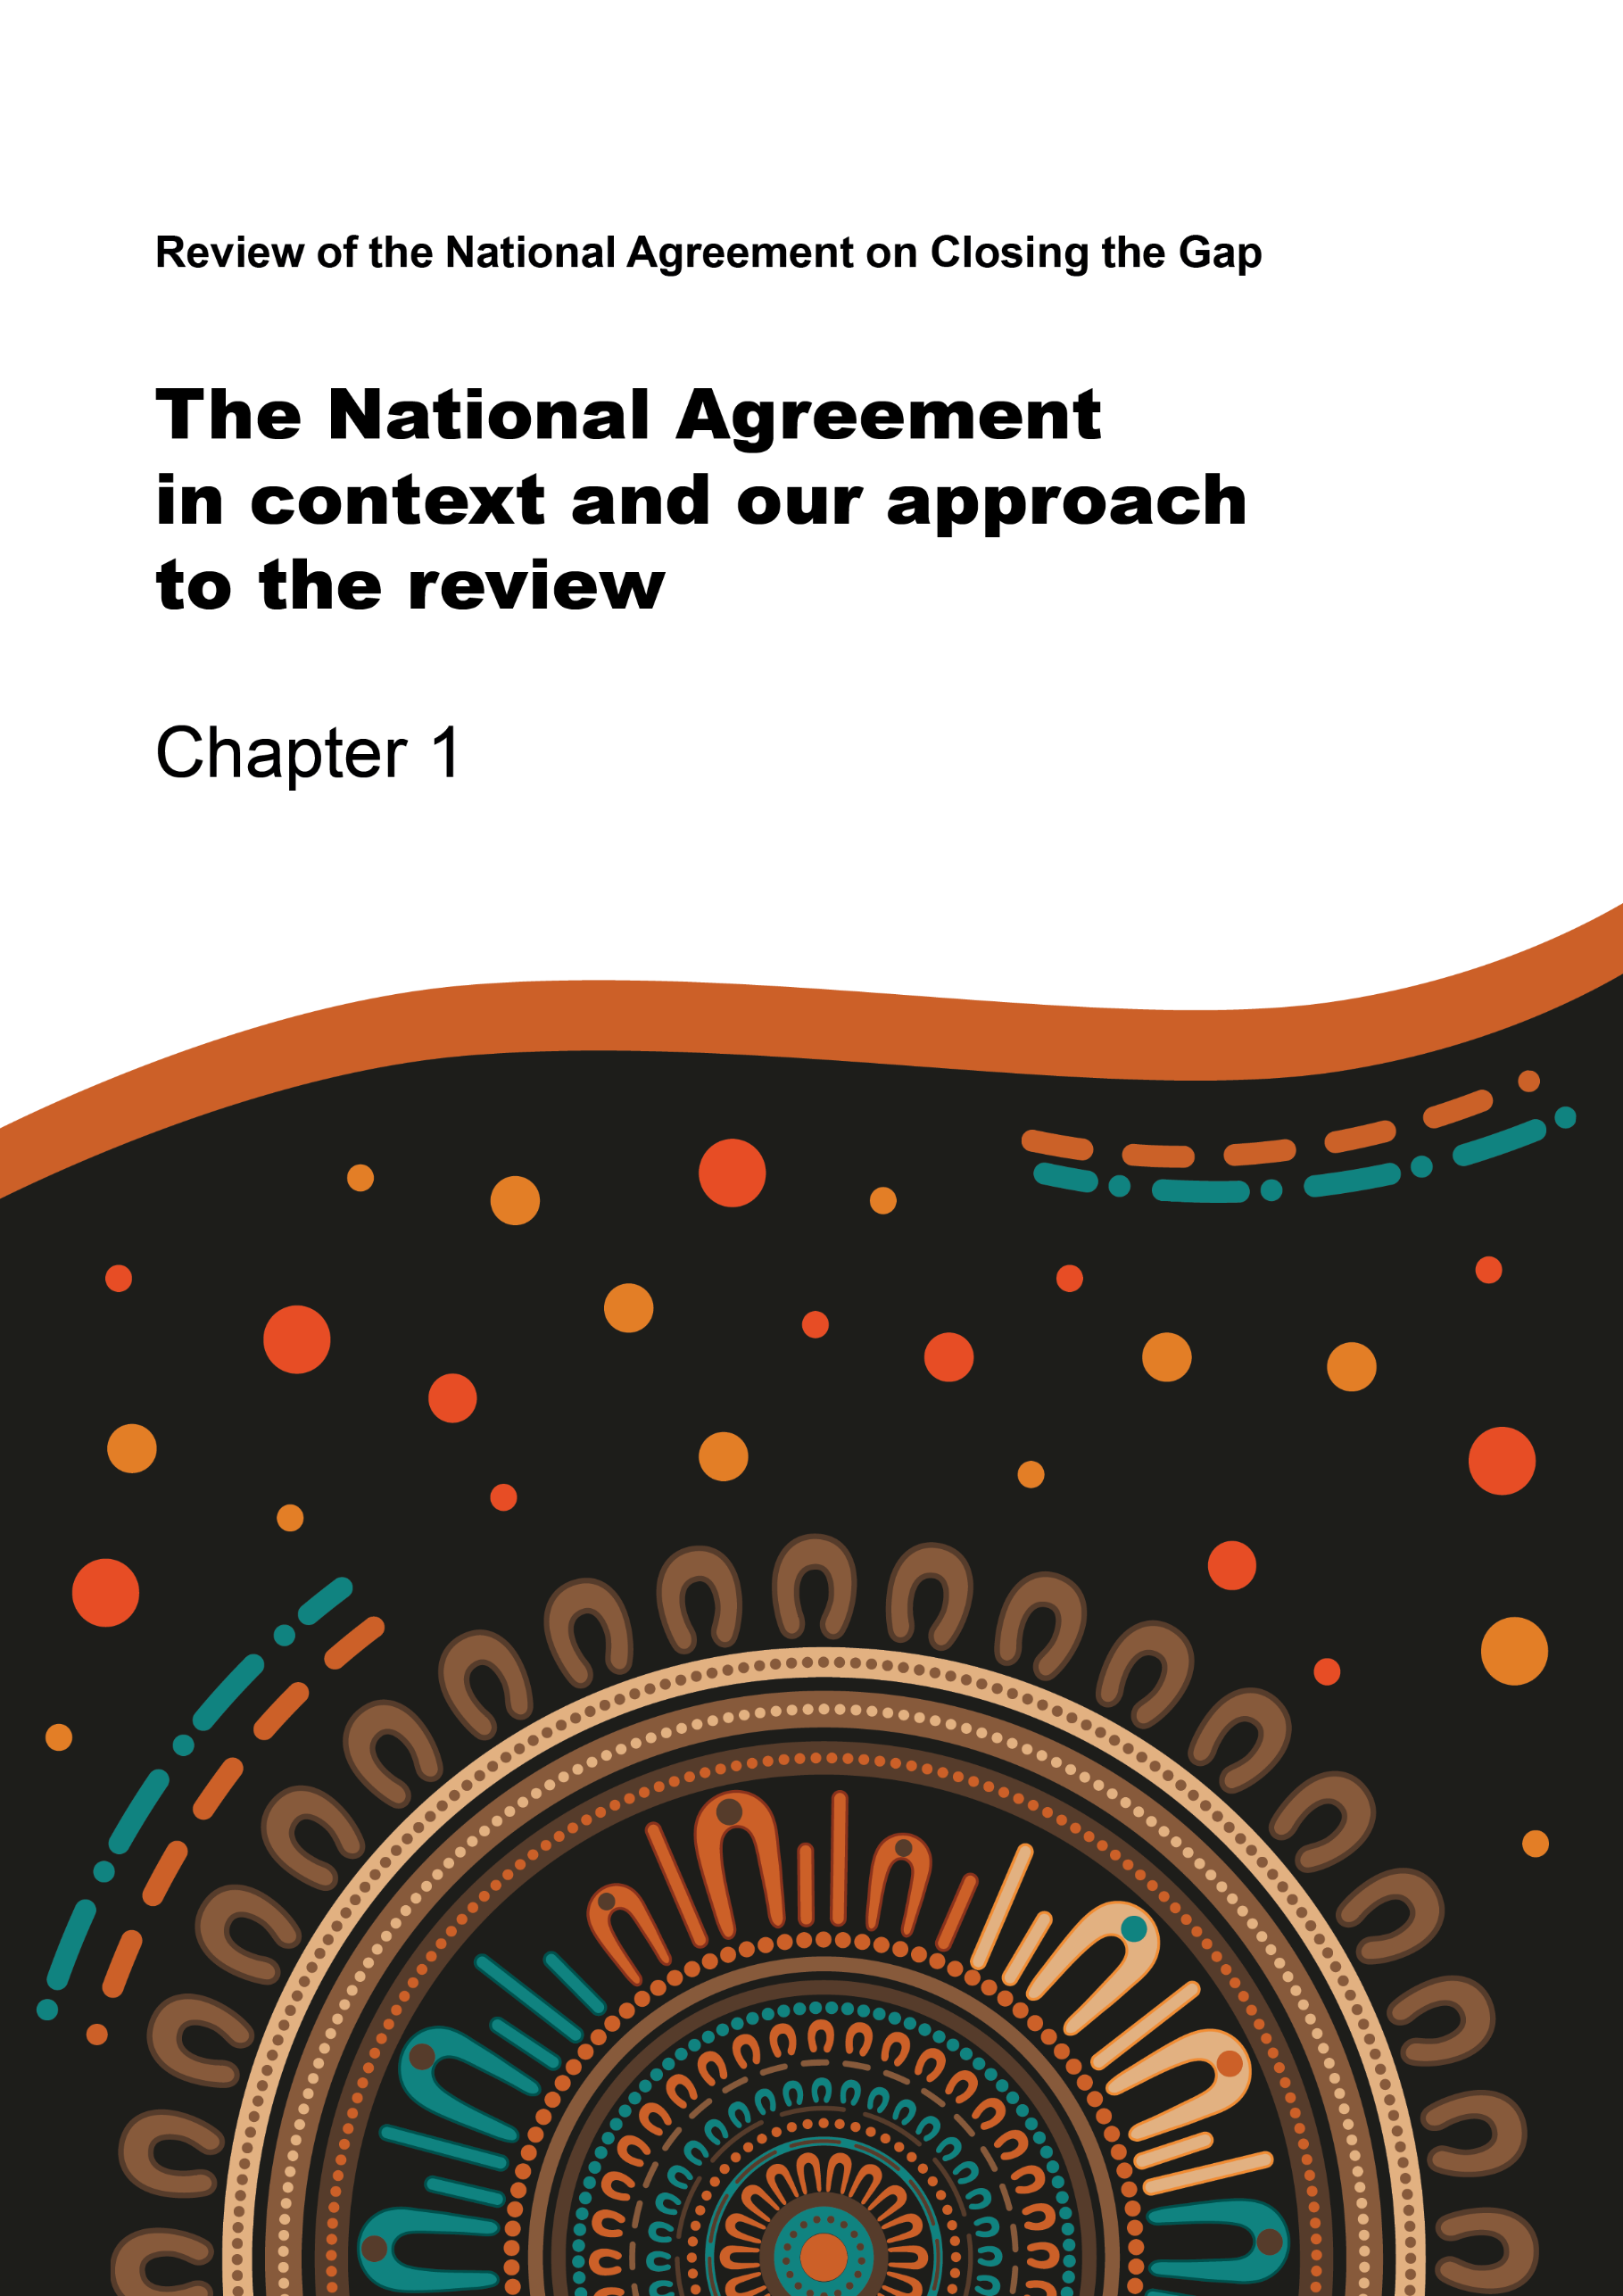 Review of the National Agreement on Closing the Gap
The National Agreement
in context and our approach
to the review
Chapter 1